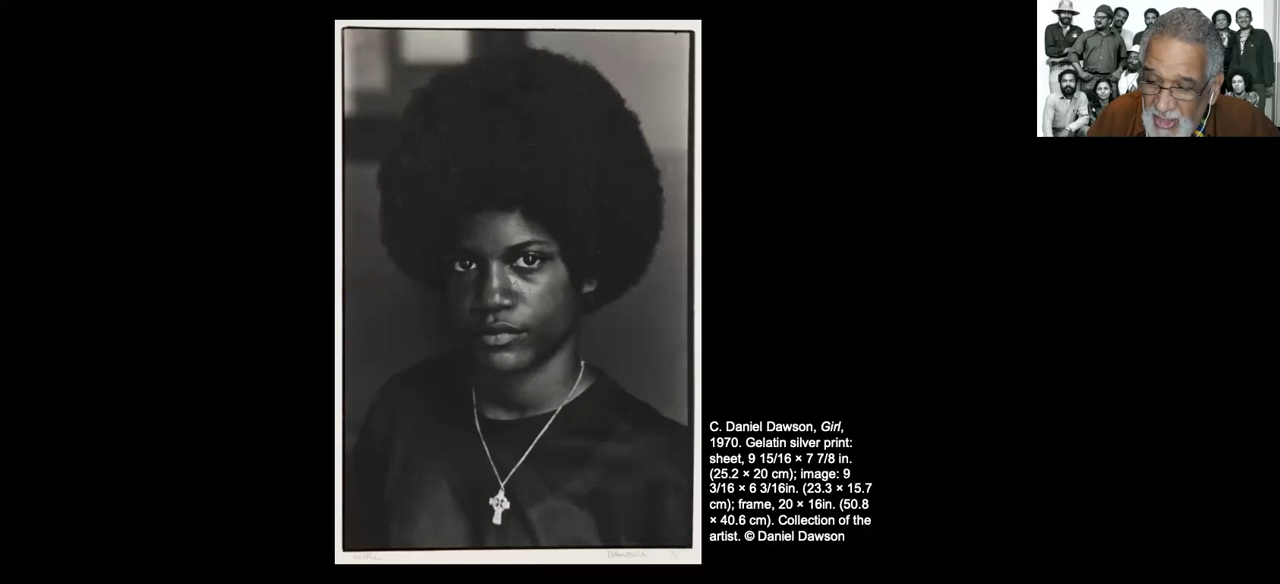 C. Daniel Dawson, Girl,
1970. Gelatin silver print:
sheet, 9 15/16 × 7 7/8 in.
(25.2 × 20 cm); image: 9
3/16 × 6 3/16in. (23.3 × 15.7
cm); frame, 20 × 16in. (50.8
× 40.6 cm). Collection of the
artist. © Daniel Dawson